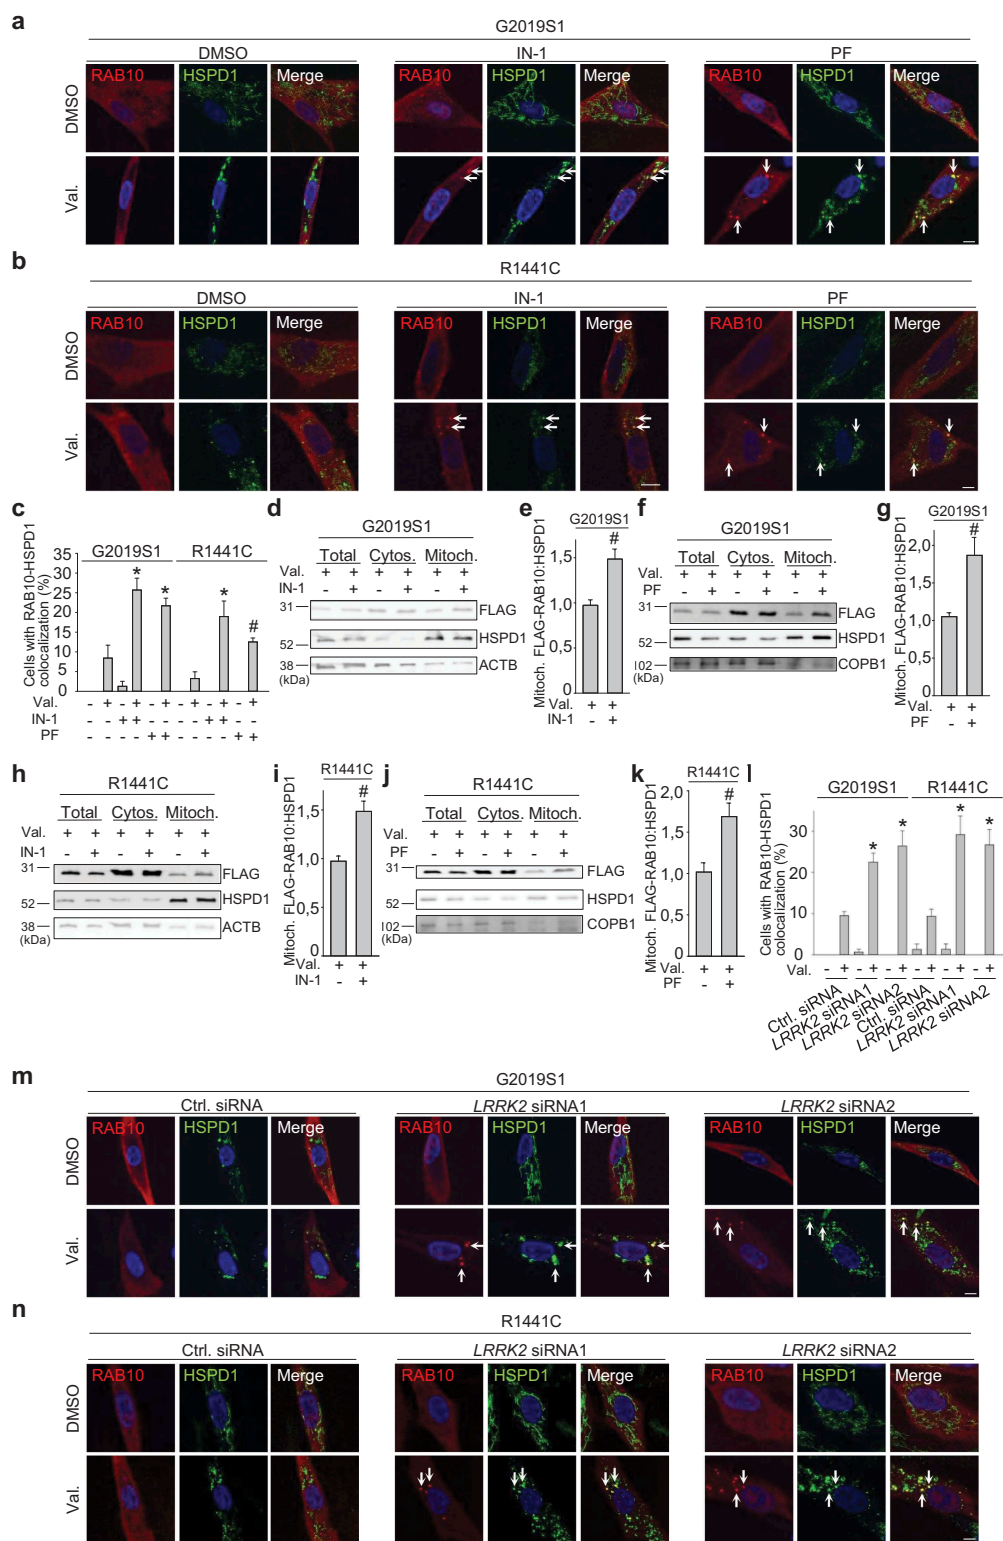 a
G2019S1
DMSO IN-1 PF
RAB10 HSPD1 Merge RAB10 HSPD1 Merge RAB10 HSPD1 Merge
DMSO
Val.
b
R1441C
DMSO IN-1 PF
RAB10 HSPD1 Merge RAB10 HSPD1 Merge RAB10 HSPD1 Merge
DMSO
Val.
c
G2019S1 R1441C
Cells with RAB10-HSPD1 colocalization (%)
35
30
25
20
15
10
5
0
* * * #
Val. - + - + - + - + - + - +
IN-1 - - + + - - + +
PF - - + + - - + +
d
G2019S1
Total Cytos. Mitoch.
Val. + + + + + +
IN-1 - + - + - +
31 FLAG
52 HSPD1
38 ACTB
(kDa)
e
G2019S1
Mitoch. FLAG-RAB10:HSPD1
1,5
1,0
0,5
0
#
Val. + +
IN-1 - +
f
G2019S1
Total Cytos. Mitoch.
Val. + + + + + +
PF - + - + - +
31 FLAG
52 HSPD1
102 COPB1
(kDa)
g
G2019S1
Mitoch. FLAG-RAB10:HSPD1
2,0
1,5
1,0
0,5
0
#
Val. + +
PF - +
h
R1441C
Total Cytos. Mitoch.
Val. + + + + + +
IN-1 - + - + - +
31 FLAG
52 HSPD1
38 ACTB
(kDa)
i
R1441C
Mitoch. FLAG-RAB10:HSPD1
1,5
1,0
0,5
0
#
Val. + +
IN-1 - +
j
R1441C
Total Cytos. Mitoch.
Val. + + + + + +
PF - + - + - +
31 FLAG
52 HSPD1
102 COPB1
(kDa)
k
R1441C
Mitoch. FLAG-RAB10:HSPD1
2,0
1,5
1,0
0,5
0
#
Val. + +
PF - +
l
G2019S1 R1441C
Cells with RAB10-HSPD1 colocalization (%)
30
20
10
0
* * * *
Val. - + - + - + - + - + - +
Ctrl. siRNA
LRRK2 siRNA1
LRRK2 siRNA2
Ctrl. siRNA
LRRK2 siRNA1
LRRK2 siRNA2
m
G2019S1
Ctrl. siRNA LRRK2 siRNA1 LRRK2 siRNA2
RAB10 HSPD1 Merge RAB10 HSPD1 Merge RAB10 HSPD1 Merge
DMSO
Val.
n
R1441C
Ctrl. siRNA LRRK2 siRNA1 LRRK2 siRNA2
RAB10 HSPD1 Merge RAB10 HSPD1 Merge RAB10 HSPD1 Merge
DMSO
Val.